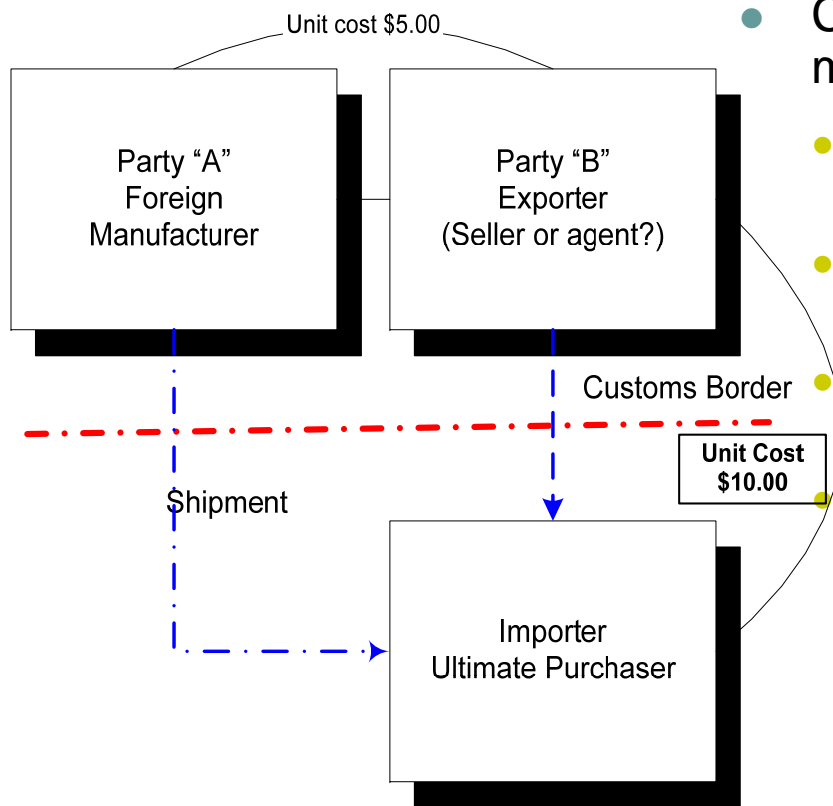 Unit cost $5.00
Party “A”
Foreign
Manufacturer
Party “B”
Exporter
(Seller or agent?)
Customs Border
Unit Cost
$10.00
Shipment
Importer
Ultimate Purchaser